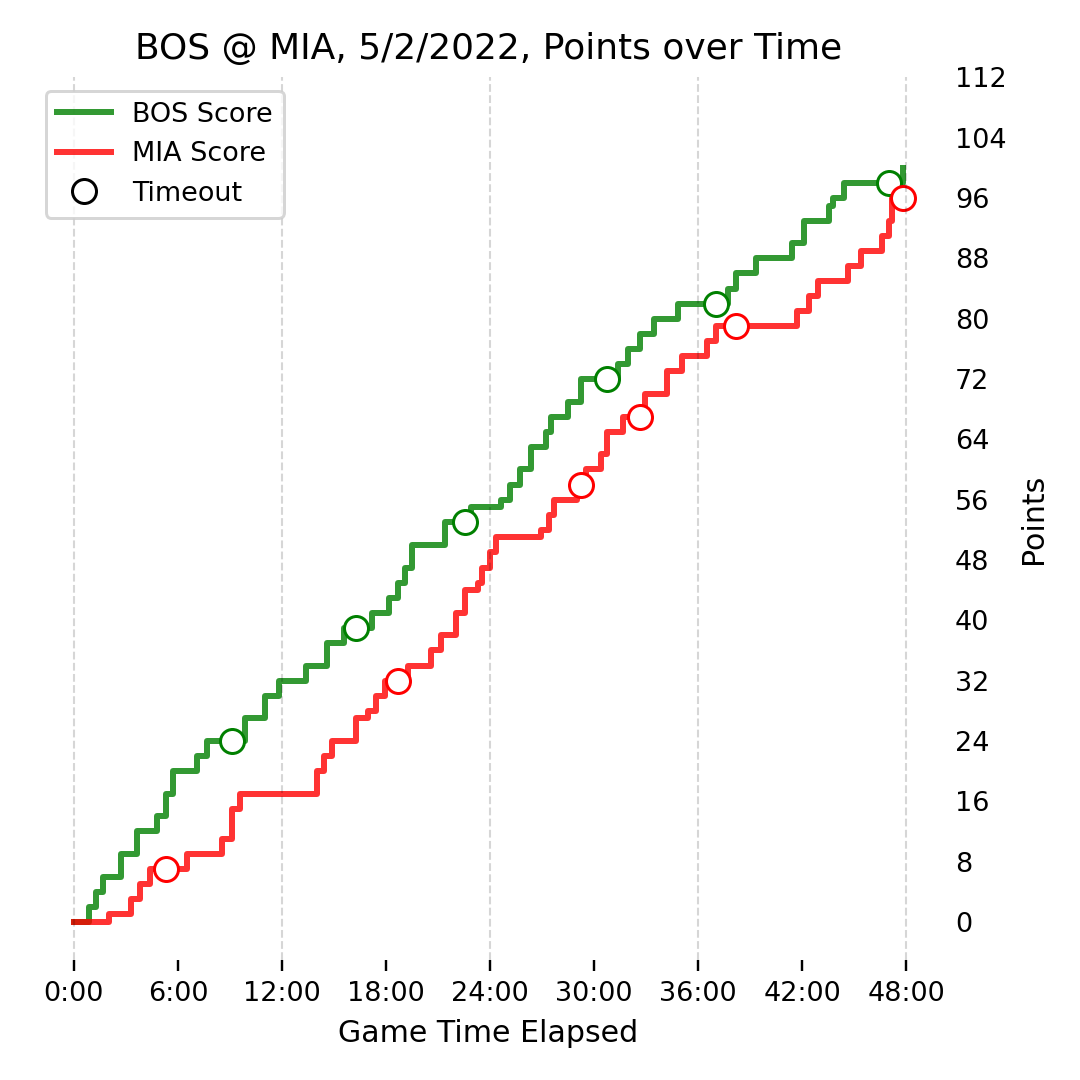 BOS @ MIA, 5/2/2022, Points over Time
BOS Score
MIA Score
Timeout
112
104
96
88
80
72
64
56
48
40
32
24
16
8
0
Points
0:00 6:00 12:00 18:00 24:00 30:00 36:00 42:00 48:00
Game Time Elapsed